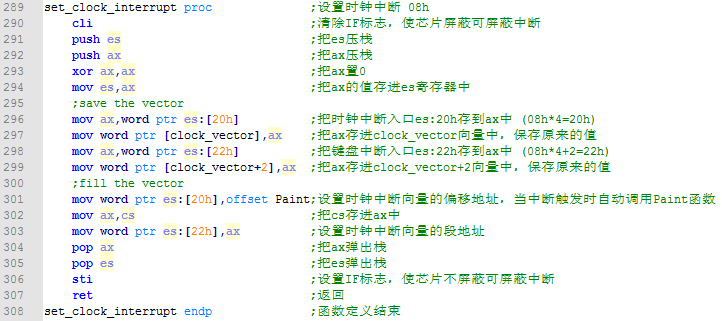 289 set_clock_interrupt proc ;设置时钟中断 08h
290 cli ;清除IF标志，使芯片屏蔽可屏蔽中断
291 push es ;把es压栈
292 push ax ;把ax压栈
293 xor ax,ax ;把ax置0
294 mov es,ax ;把ax的值存进es寄存器中
295 ;save the vector
296 mov ax,word ptr es:[20h] ;把时钟中断入口es:20h存到ax中 (08h*4=20h)
297 mov word ptr [clock_vector],ax ;把ax存进clock_vector向量中，保存原来的值
298 mov ax,word ptr es:[22h] ;把键盘中断入口es:22h存到ax中 (08h*4+2=22h)
299 mov word ptr [clock_vector+2],ax ;把ax存进clock_vector+2向量中，保存原来的值
300 ;fill the vector
301 mov word ptr es:[20h],offset Paint;设置时钟中断向量的偏移地址，当中断触发时自动调用Paint函数
302 mov ax,cs ;把cs存进ax中
303 mov word ptr es:[22h],ax ;设置时钟中断向量的段地址
304 pop ax ;把ax弹出栈
305 pop es ;把es弹出栈
306 sti ;设置IF标志，使芯片不屏蔽可屏蔽中断
307 ret ;返回
308 set_clock_interrupt endp ;函数定义结束